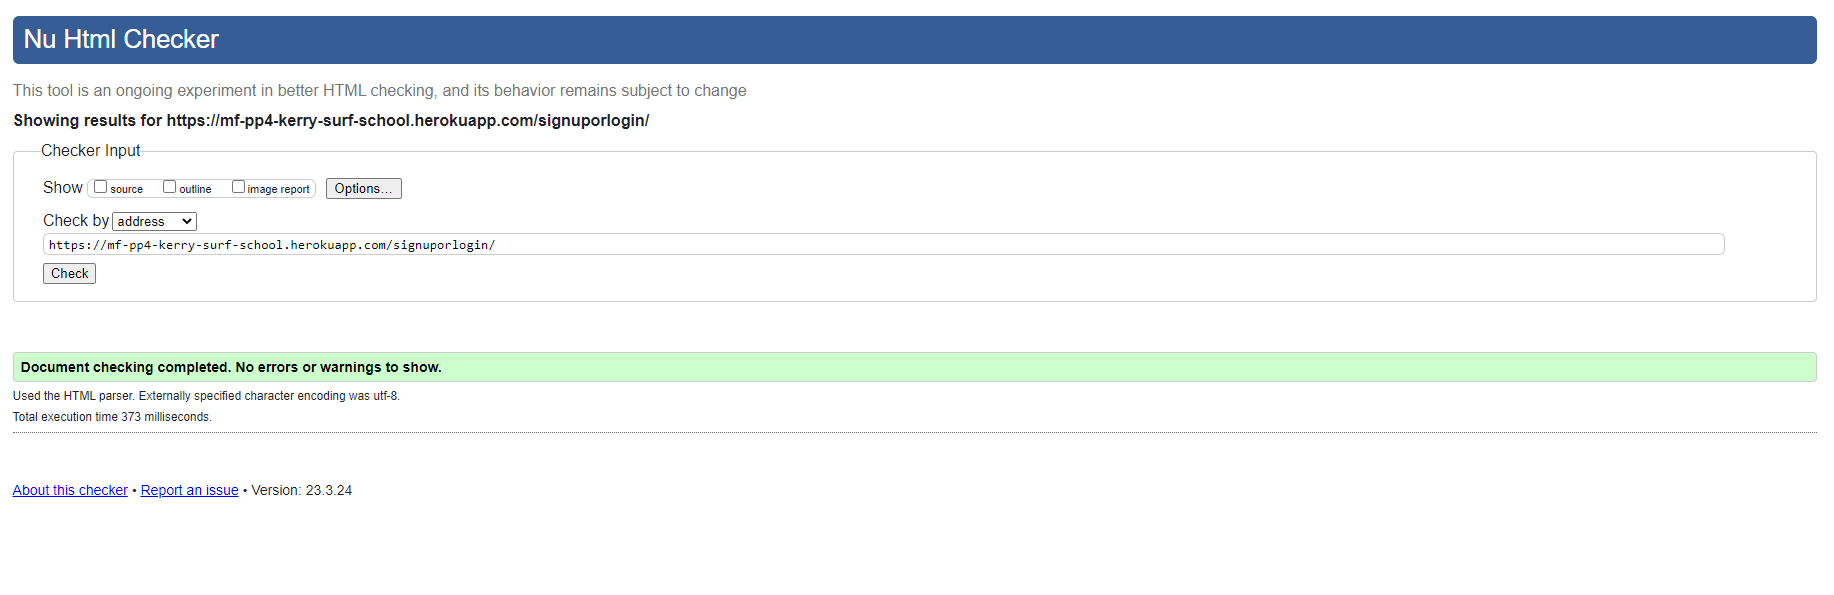 Nu Html Checker
This tool is an ongoing experiment in better HTML checking, and its behavior remains subject to change
Showing results for https://mf-pp4-kerry-surf-school.herokuapp.com/signuporlogin/
Checker Input
Show source outline image report Options...
Check by address
https://mf-pp4-kerry-surf-school.herokuapp.com/signuporlogin/
Check
Document checking completed. No errors or warnings to show.
Used the HTML parser. Externally specified character encoding was utf-8.
Total execution time 373 milliseconds.
About this checker • Report an issue • Version: 23.3.24